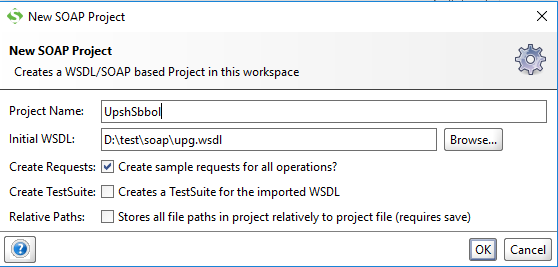 New SOAP Project
New SOAP Project
Creates a WSDL/SOAP based Project in this workspace
Project Name: UpshSbbol
Initial WSDL: D:\test\soap\upg.wsdl Browse...
Create Requests: Create sample requests for all operations?
Create TestSuite: Creates a TestSuite for the imported WSDL
Relative Paths: Stores all file paths in project relatively to project file (requires save)
? OK Cancel